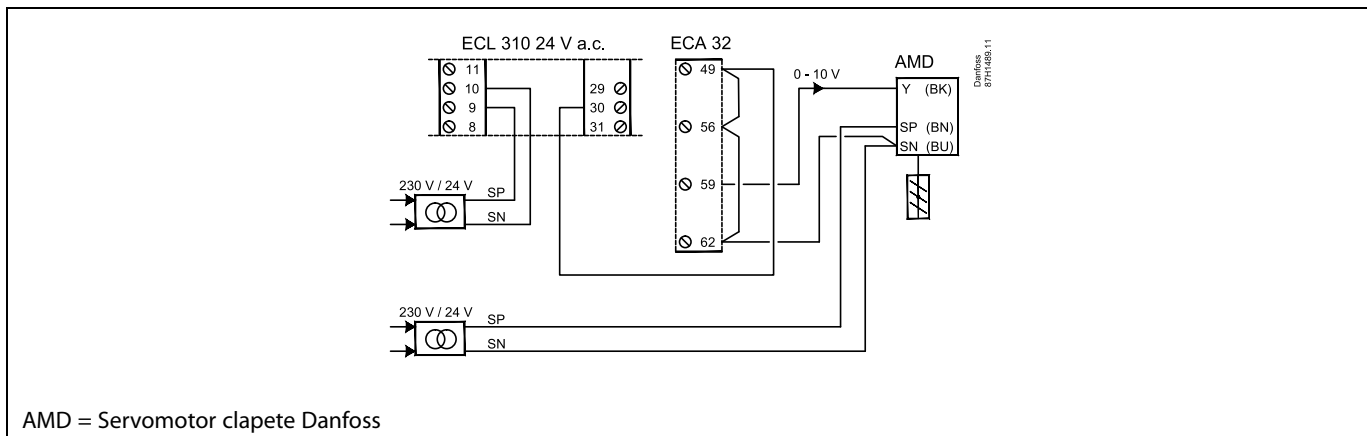 ECL 310 24 V a.c.
ECA 32
AMD
Danfoss
87H1489.11
11
10
9
8
29
30
31
49
56
59
62
0 - 10 V
Y (BK)
SP (BN)
SN (BU)
230 V / 24 V
SP
SN
230 V / 24 V
SP
SN
AMD = Servomotor clapete Danfoss